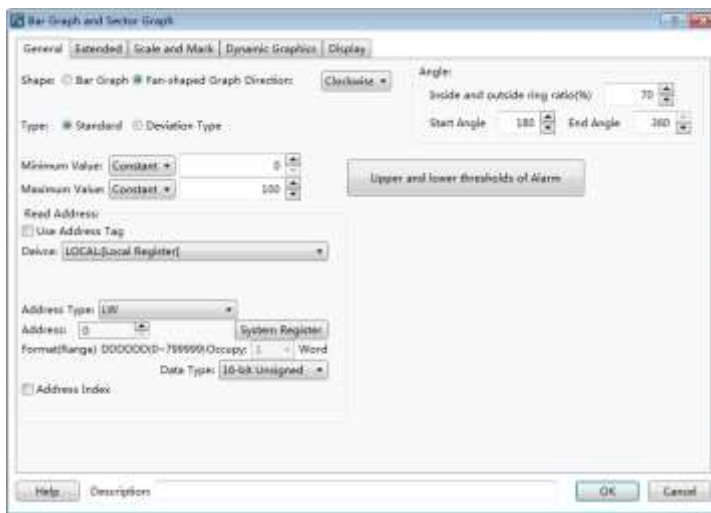 Bar Graph and Sector Graph
General Extended Scale and Mark Dynamic Graphics Display
Shape: Bar Graph Fan-shaped Graph Direction: Clockwise
Angle:
Inside and outside ring ratio(%) 70
Type: Standard Deviation Type
Start Angle 180 End Angle 360
Minimum Value: Constant 0
Maximum Value: Constant 100
Upper and lower thresholds of Alarm
Read Address:
Use Address Tag
Deivce: LOCAL:[Local Register]
Address Type: LW
Address: 0 System Register
Format(Range) DDDDDD(0~799999) Occupy: 1 Word
Data Type: 16-bit Unsigned
Address Index
Help Description: OK Cancel